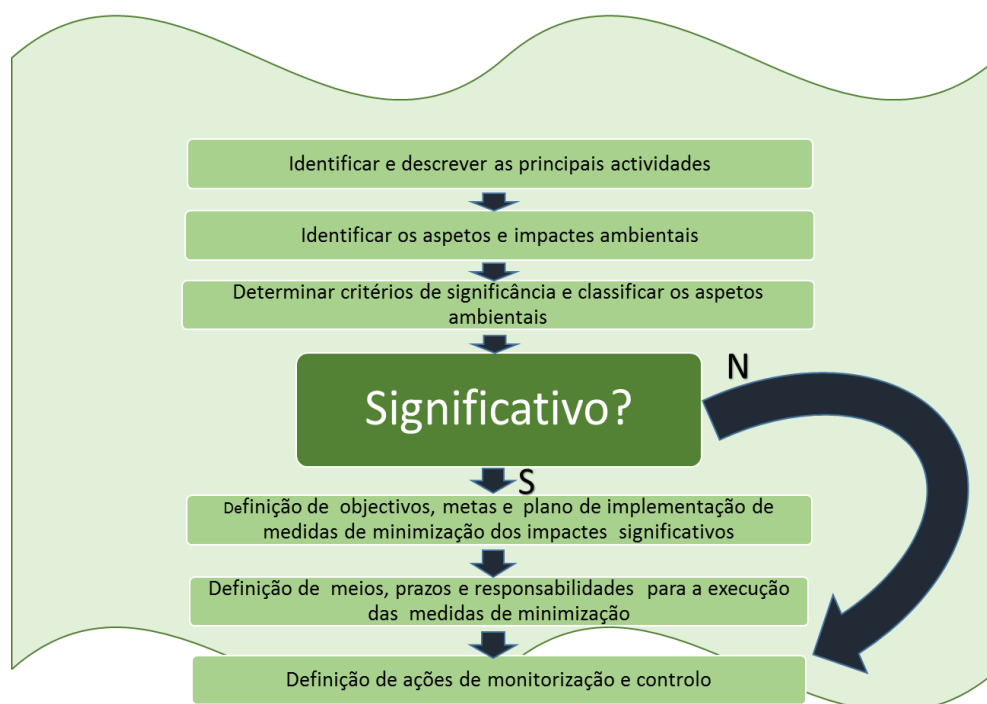 Identificar e descrever as principais actividades
Identificar os aspetos e impactes ambientais
Determinar critérios de significância e classificar os aspetos
ambientais
Significativo?
N
S
Definição de objectivos, metas e plano de implementação de
medidas de minimização dos impactes significativos
Definição de meios, prazos e responsabilidades para a execução
das medidas de minimização
Definição de ações de monitorização e controlo